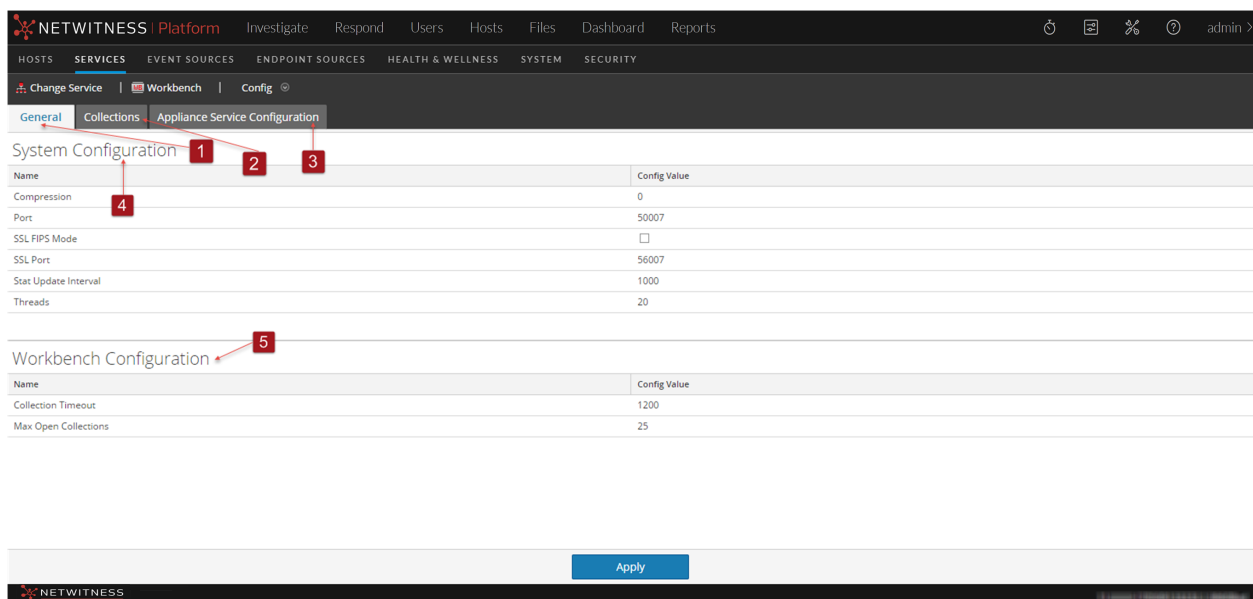 NETWITNESS | Platform Investigate Respond Users Hosts Files Dashboard Reports admin
HOSTS SERVICES EVENT SOURCES ENDPOINT SOURCES HEALTH & WELLNESS SYSTEM SECURITY
Change Service | Workbench | Config
General Collections Appliance Service Configuration
System Configuration 1 2 3
Name Config Value
Compression 0
4
Port 50007
SSL FIPS Mode
SSL Port 56007
Stat Update Interval 1000
Threads 20
5
Workbench Configuration
Name Config Value
Collection Timeout 1200
Max Open Collections 25
Apply
NETWITNESS